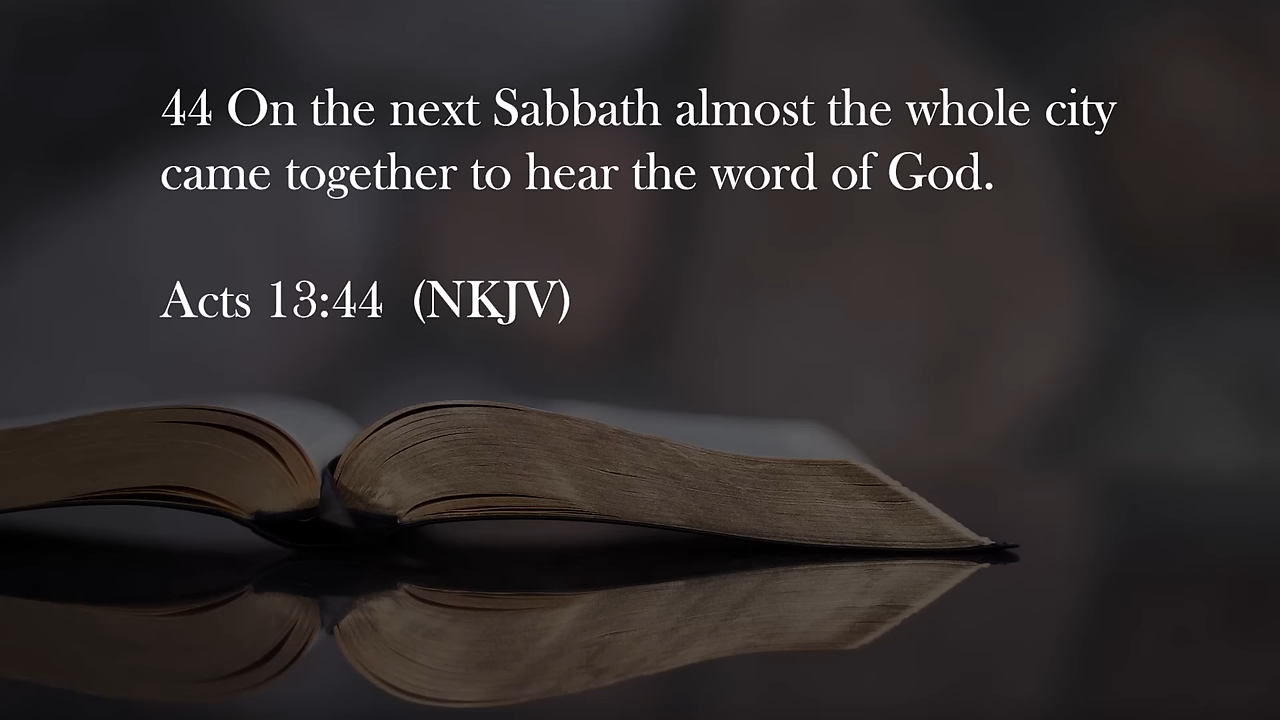 44 On the next Sabbath almost the whole city
came together to hear the word of God.
Acts 13:44 (NKJV)